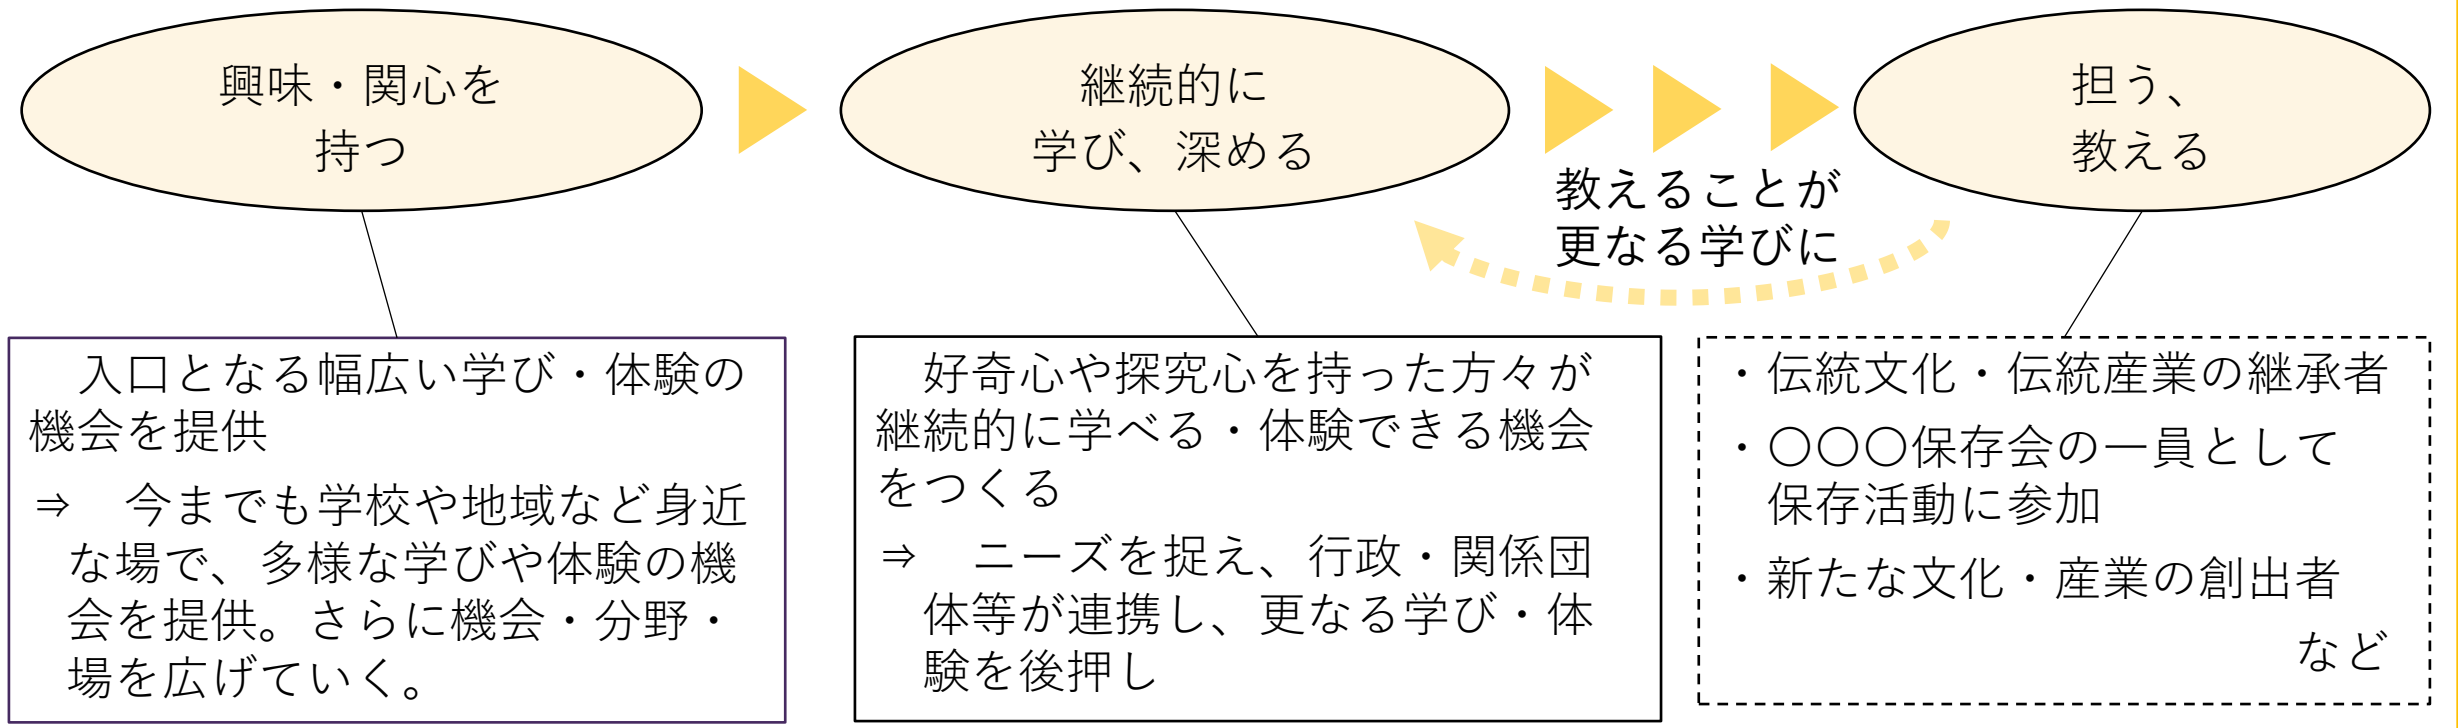 興味・関心を
持つ
継続的に
学び、深める
担う、
教える
教えることが
更なる学びに
入口となる幅広い学び・体験の
機会を提供
⇒　今までも学校や地域など身近
な場で、多様な学びや体験の機
会を提供。さらに機会・分野・
場を広げていく。
好奇心や探究心を持った方々が
継続的に学べる・体験できる機会
をつくる
⇒　ニーズを捉え、行政・関係団
体等が連携し、更なる学び・体
験を後押し
・伝統文化・伝統産業の継承者
・〇〇〇保存会の一員として
保存活動に参加
・新たな文化・産業の創出者
など